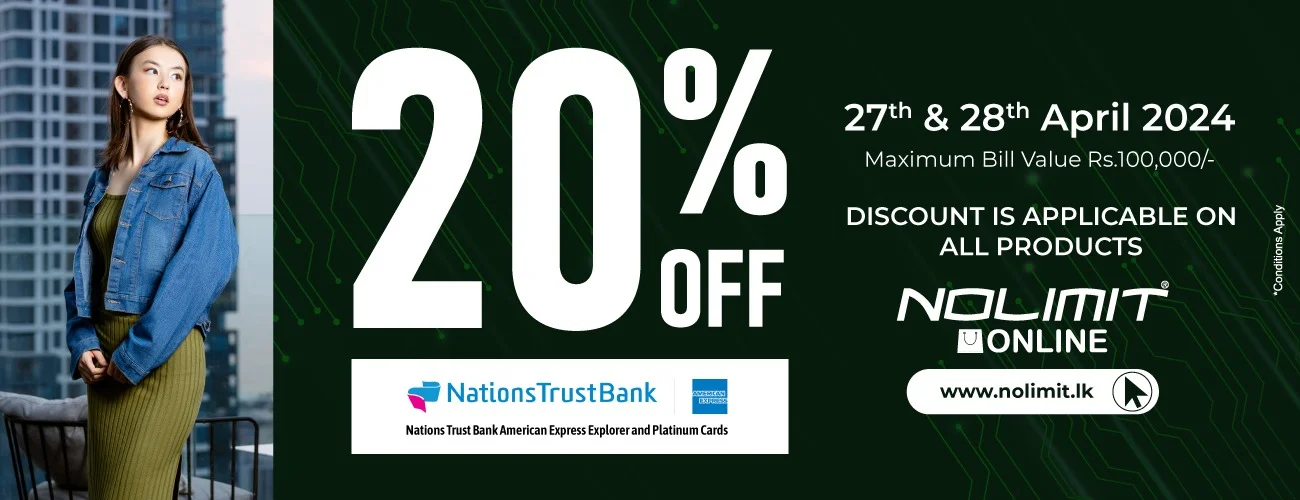 20% OFF
NationsTrustBank
AMERICAN EXPRESS
Nations Trust Bank American Express Explorer and Platinum Cards
27th & 28th April 2024
Maximum Bill Value Rs.100,000/-
DISCOUNT IS APPLICABLE ON
ALL PRODUCTS
NOLIMIT®
ONLINE
www.nolimit.lk
*Conditions Apply